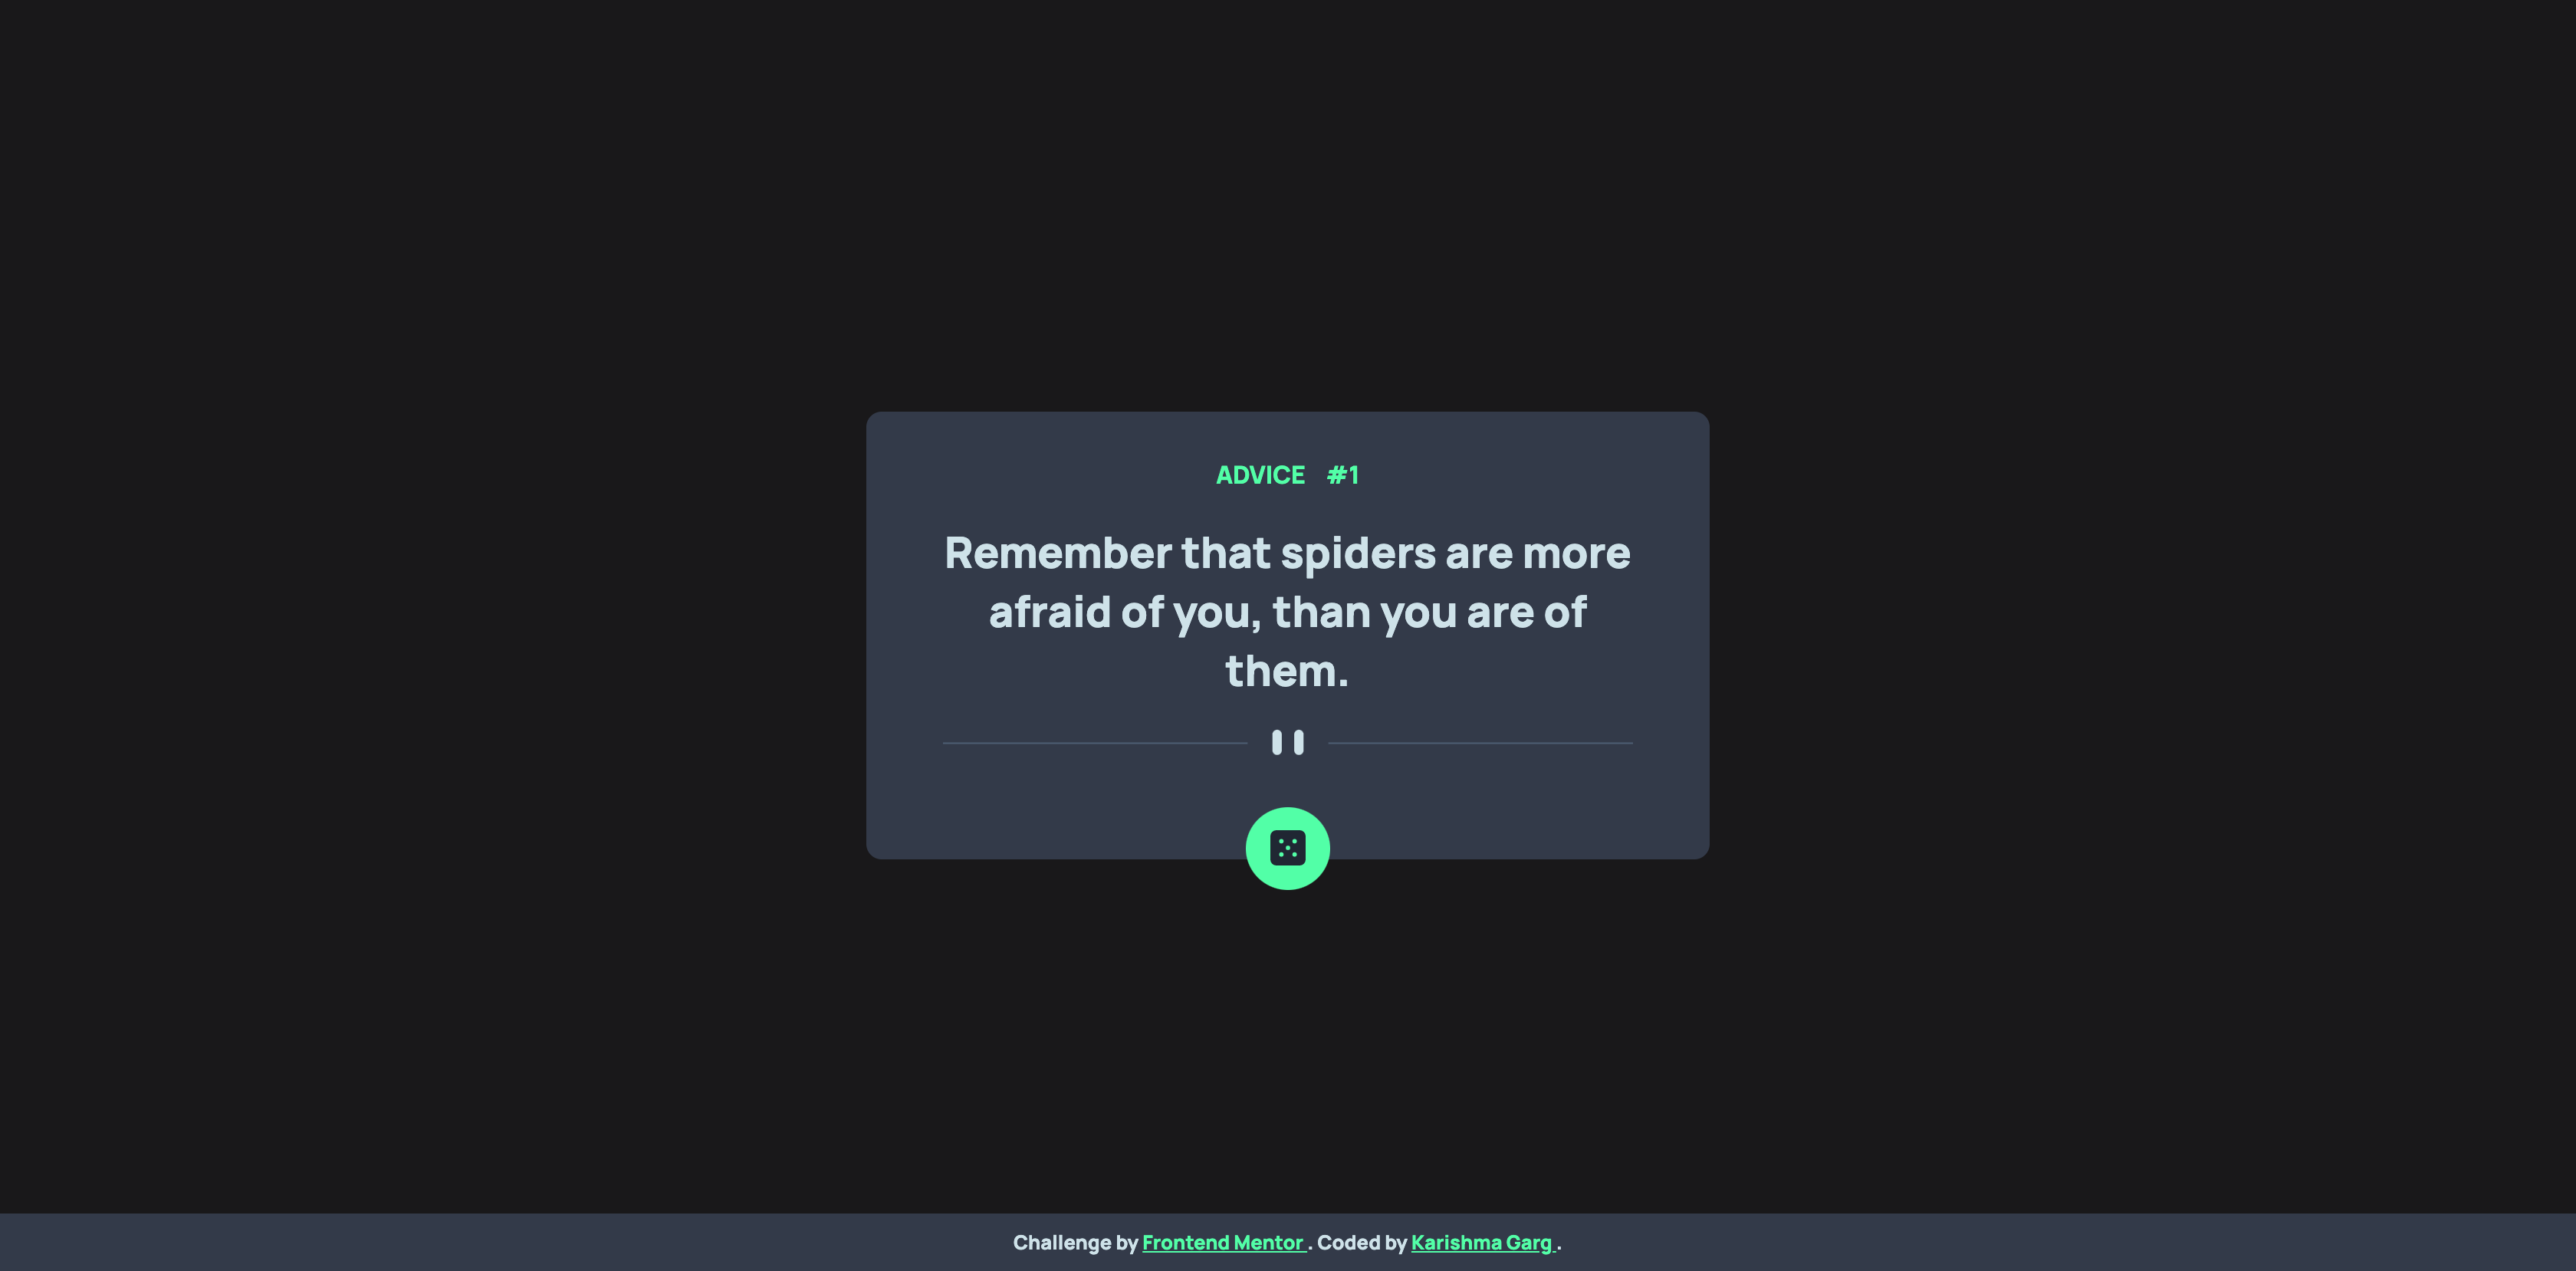 ADVICE #1
Remember that spiders are more
afraid of you, than you are of
them.
Challenge by Frontend Mentor . Coded by Karishma Garg .